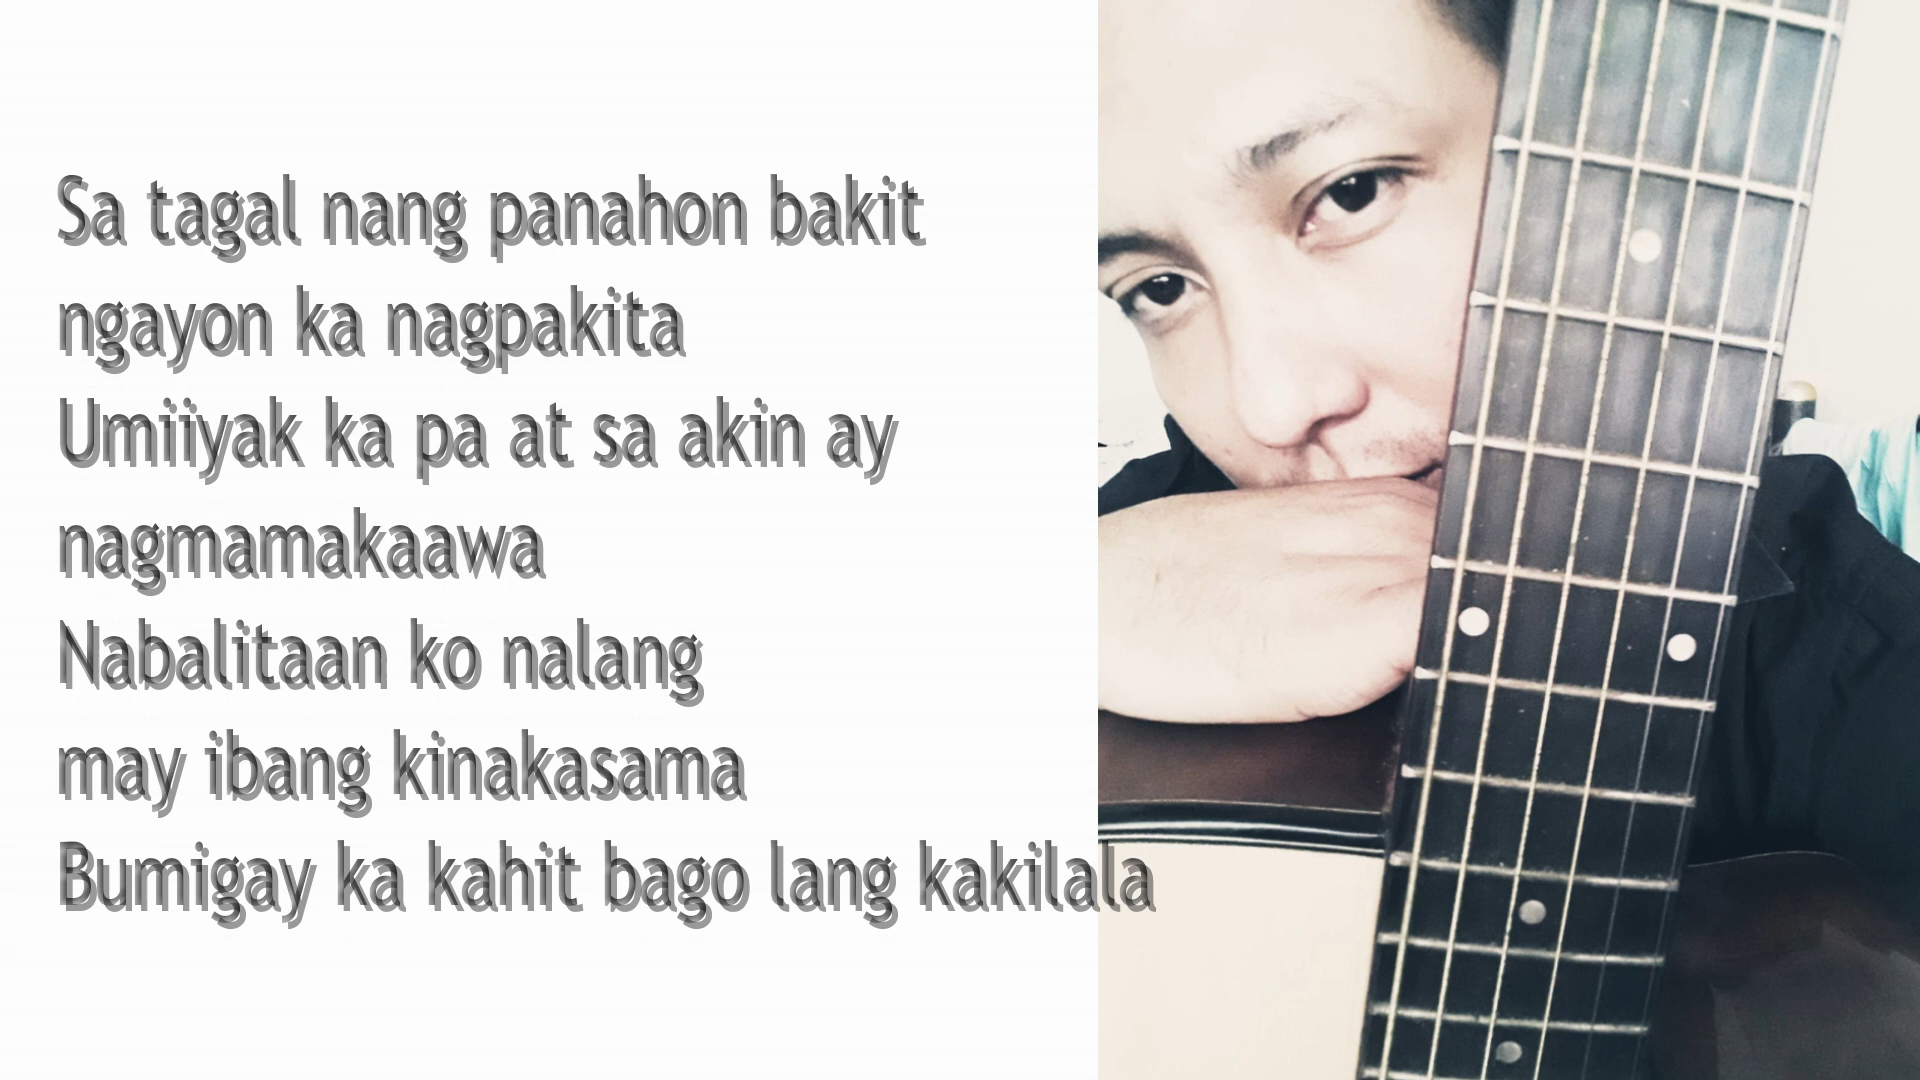 Sa tagal nang panahon bakit
ngayon ka nagpakita
Umiiyak ka pa at sa akin ay
nagmamakaawa
Nabalitaan ko nalang
may ibang kinakasama
Bumigay ka kahit bago lang kakilala